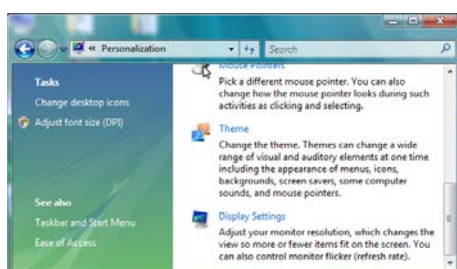 « Personalization
Search
Tasks
Change desktop icons
Adjust font size (DPI)
See also
Taskbar and Start Menu
Ease of Access
Mouse Pointers
Pick a different mouse pointer. You can also
change how the mouse pointer looks during such
activities as clicking and selecting.
Theme
Change the theme. Themes can change a wide
range of visual and auditory elements at one time
including the appearance of menus, icons,
backgrounds, screen savers, some computer
sounds, and mouse pointers.
Display Settings
Adjust your monitor resolution, which changes the
view so more or fewer items fit on the screen. You
can also control monitor flicker (refresh rate).